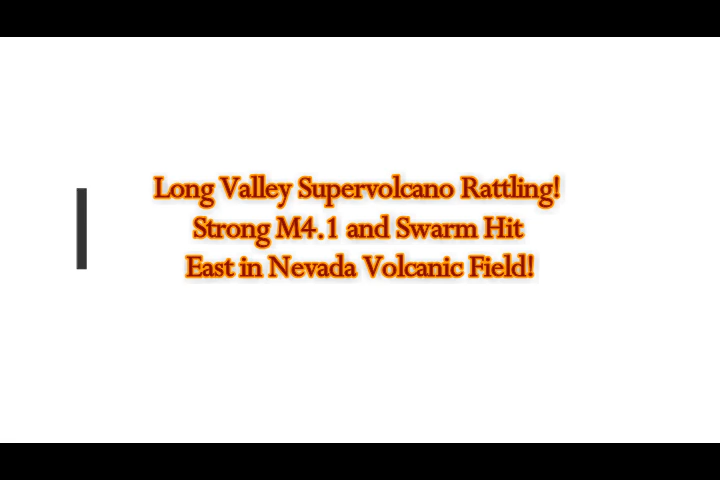 Long Valley Supervolcano Rattling!
Strong M4.1 and Swarm Hit
East in Nevada Volcanic Field!